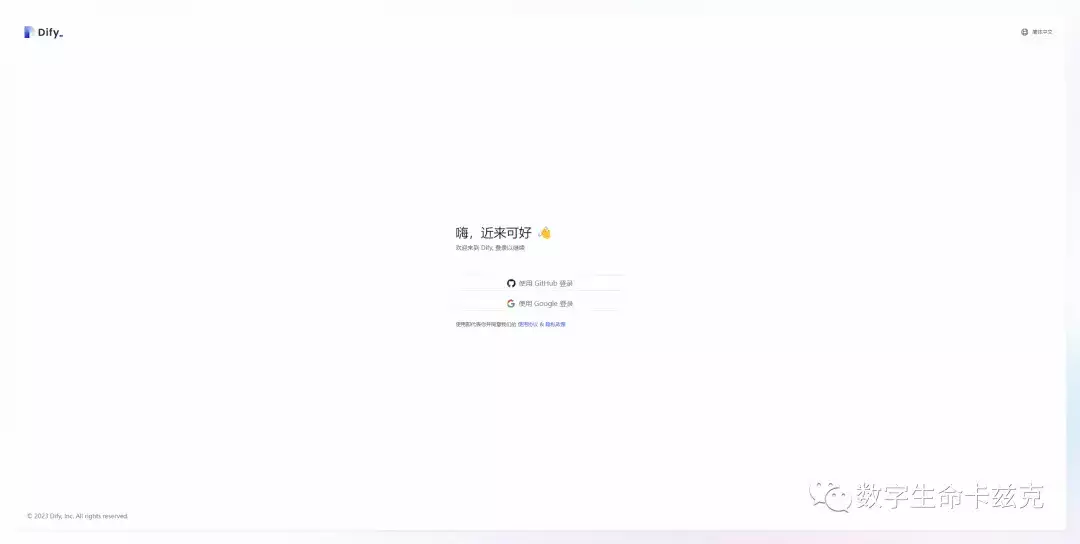 Dify_
简体中文
嗨，近来可好 👋
欢迎来到 Dify, 登录以继续
使用 GitHub 登录
使用 Google 登录
使用即代表你并同意我们的 使用协议 & 隐私政策
© 2023 Dify, Inc. All rights reserved.
数字生命卡兹克